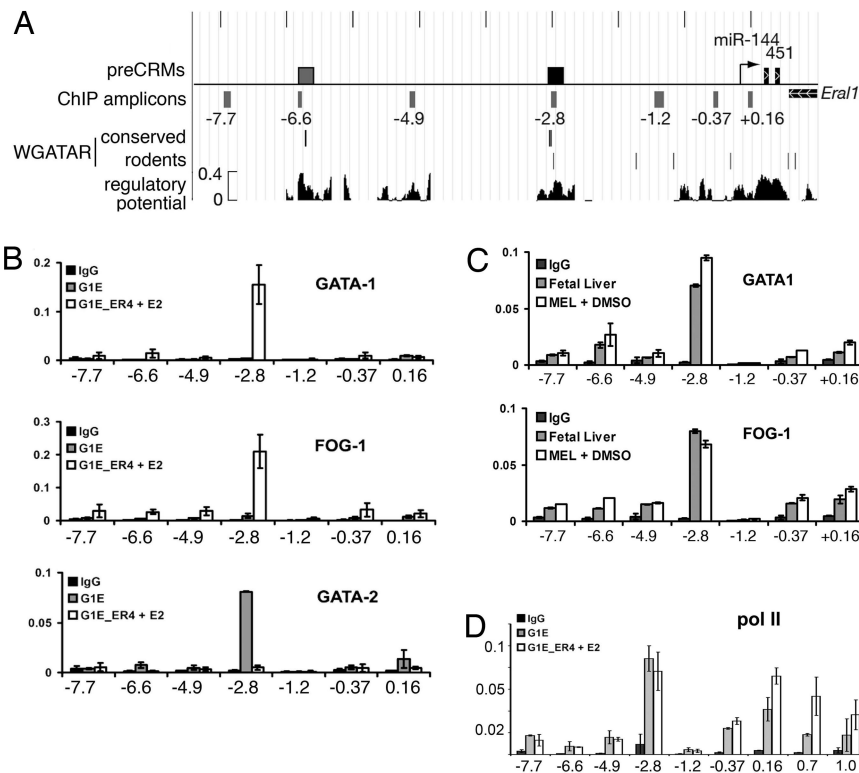 A
miR-144
451
preCRMs
ChIP amplicons
Eral1
-7.7 -6.6 -4.9 -2.8 -1.2 -0.37 +0.16
WGATAR
conserved
rodents
regulatory
potential
0.4
0
B
GATA-1
IgG
G1E
G1E_ER4 + E2
0.2
0.1
0
-7.7 -6.6 -4.9 -2.8 -1.2 -0.37 0.16
FOG-1
IgG
G1E
G1E_ER4 + E2
0.3
0.2
0.1
0
-7.7 -6.6 -4.9 -2.8 -1.2 -0.37 0.16
GATA-2
IgG
G1E
G1E_ER4 + E2
0.1
0.05
0
-7.7 -6.6 -4.9 -2.8 -1.2 -0.37 0.16
C
GATA1
IgG
Fetal Liver
MEL + DMSO
0.1
0.05
0
-7.7 -6.6 -4.9 -2.8 -1.2 -0.37 +0.16
FOG-1
IgG
Fetal Liver
MEL + DMSO
0.1
0.05
0
-7.7 -6.6 -4.9 -2.8 -1.2 -0.37 +0.16
D
pol II
IgG
G1E
G1E_ER4 + E2
0.1
0.05
0.02
-7.7 -6.6 -4.9 -2.8 -1.2 -0.37 0.16 0.7 1.0